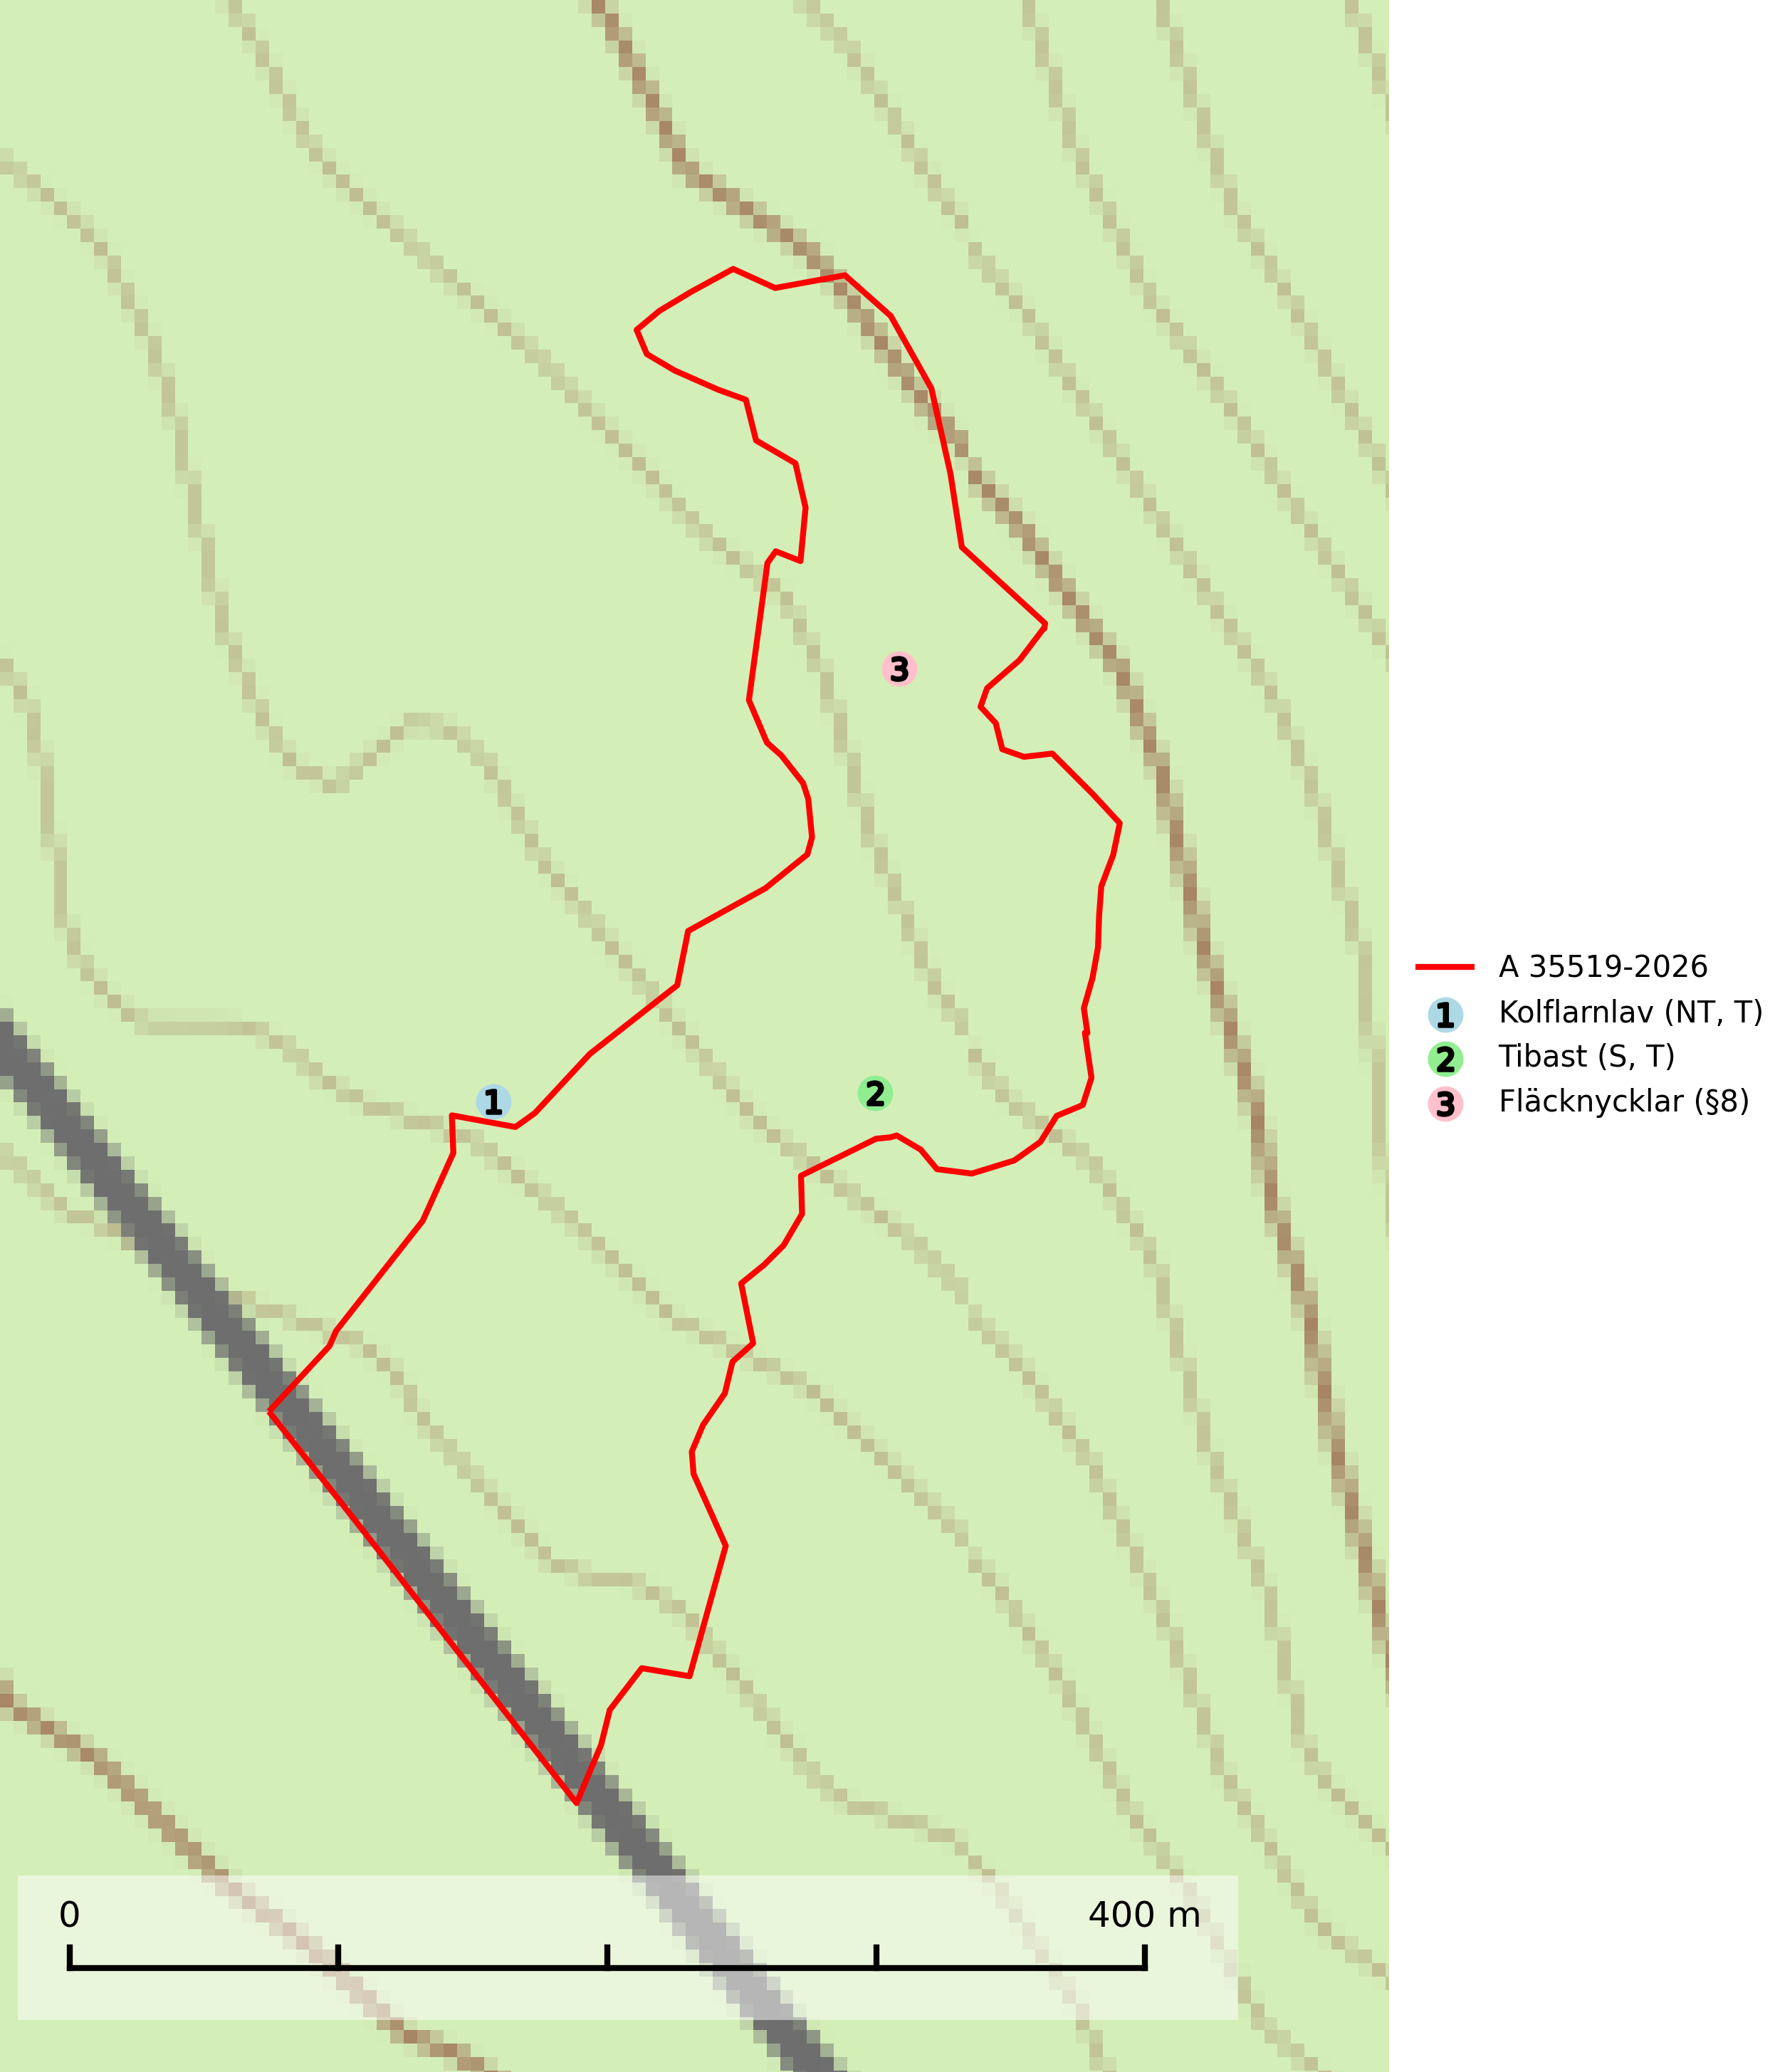 3
1
2
A 35519-2026
1 Kolflarnlav (NT, T)
2 Tibast (S, T)
3 Fläcknycklar (§8)
0 400 m